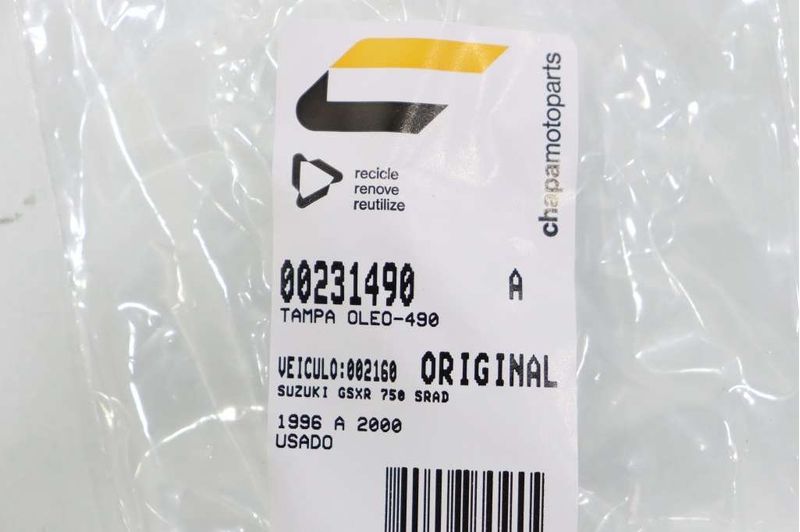 chapamotoparts
recicle
renove
reutilize
00231490 A
TAMPA OLEO-490
VEICULO:002160 ORIGINAL
SUZUKI GSXR 750 SRAD
1996 A 2000
USADO